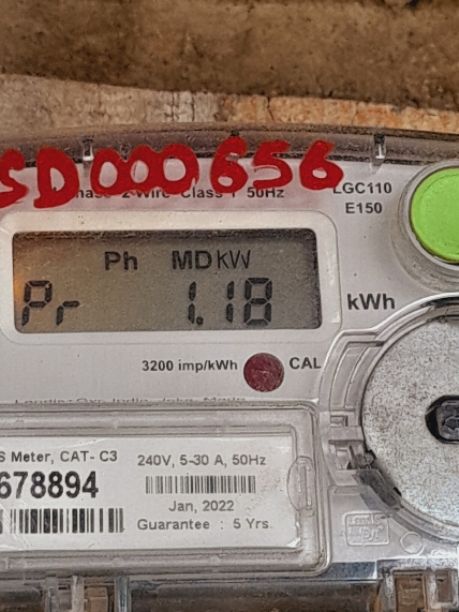 SD000656
2-Wire Class 1 50Hz
LGC110
E150
Ph MD KW
Pr 1.18
kWh
3200 imp/kWh CAL
S Meter, CAT- C3
678894
240V, 5-30 A, 50Hz
Jan, 2022
Guarantee : 5 Yrs